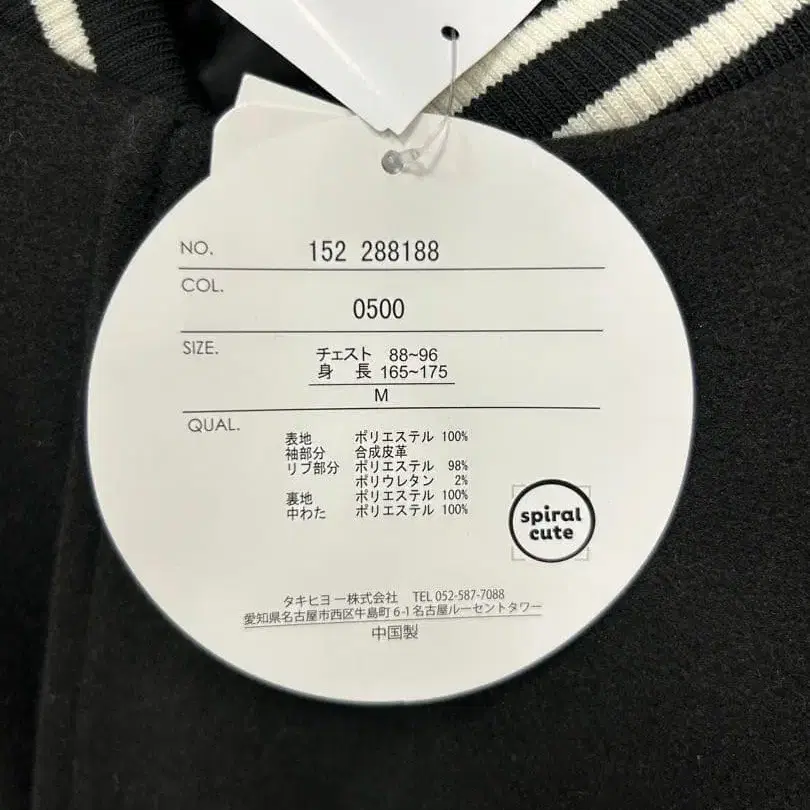 NO. 152 288188
COL. 0500
SIZE. チェスト 88~96
身 長 165~175
M
QUAL.
表地 ポリエステル 100%
袖部分 合成皮革
リブ部分 ポリエステル 98%
ポリウレタン 2%
裏地 ポリエステル 100%
中わた ポリエステル 100%
spiral
cute
タキヒヨー株式会社 TEL 052-587-7088
愛知県名古屋市西区牛島町6-1名古屋ルーセントタワー
中国製